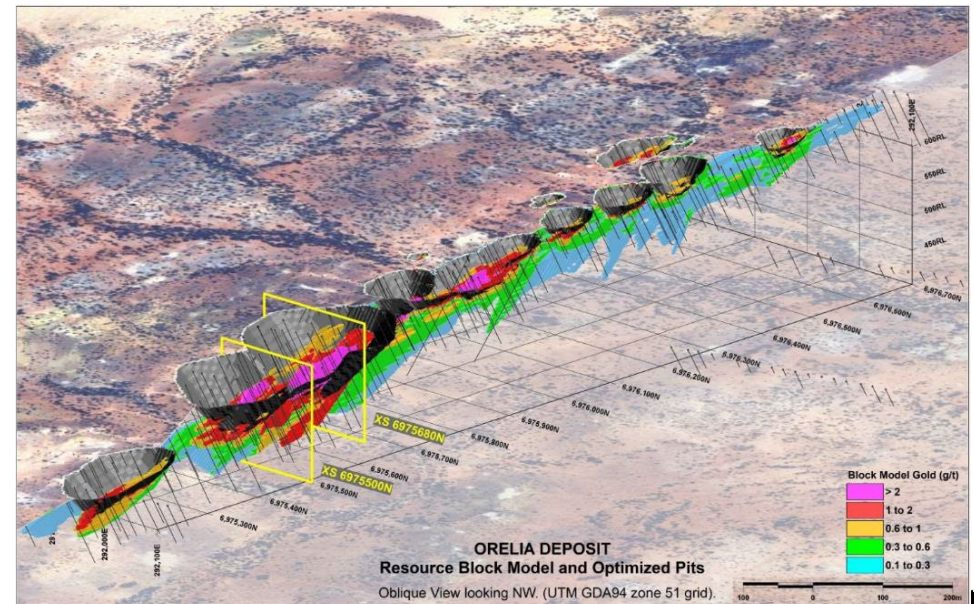 292,100E
600RL
550RL
500RL
450RL
6,976,700N
6,976,600N
6,976,500N
6,976,400N
6,976,300N
6,976,200N
6,976,100N
6,976,000N
6,975,900N
6,975,800N
6,975,700N
6,975,600N
6,975,500N
6,975,400N
6,975,300N
XS 6975680N
XS 6975500N
292,000E
292,100E
Block Model Gold (g/t)
> 2
1 to 2
0.6 to 1
0.3 to 0.6
0.1 to 0.3
ORELIA DEPOSIT
Resource Block Model and Optimized Pits
Oblique View looking NW. (UTM GDA94 zone 51 grid).
100 0 100 200m